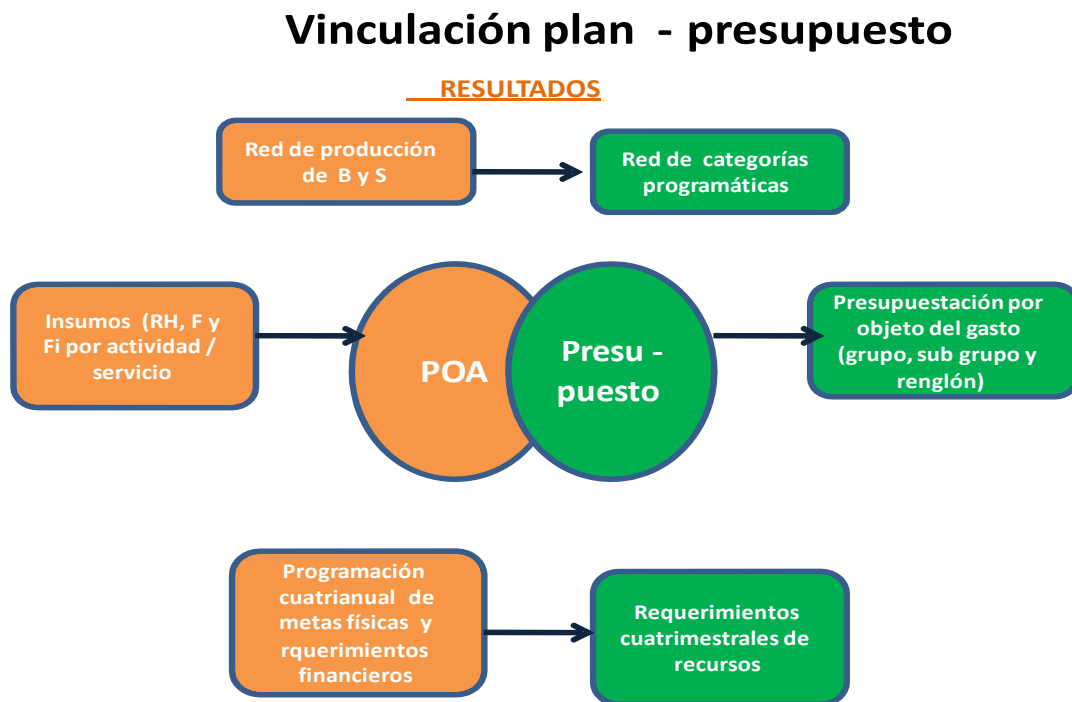 Vinculación plan - presupuesto
RESULTADOS
Red de producción
de B y S
Red de categorías
programáticas
Insumos (RH, F y
Fi por actividad /
servicio
POA
Presu -
puesto
Presupuestación por
objeto del gasto
(grupo, sub grupo y
renglón)
Programación
cuatrianual de
metas físicas y
rquerimientos
financieros
Requerimientos
cuatrimestrales de
recursos